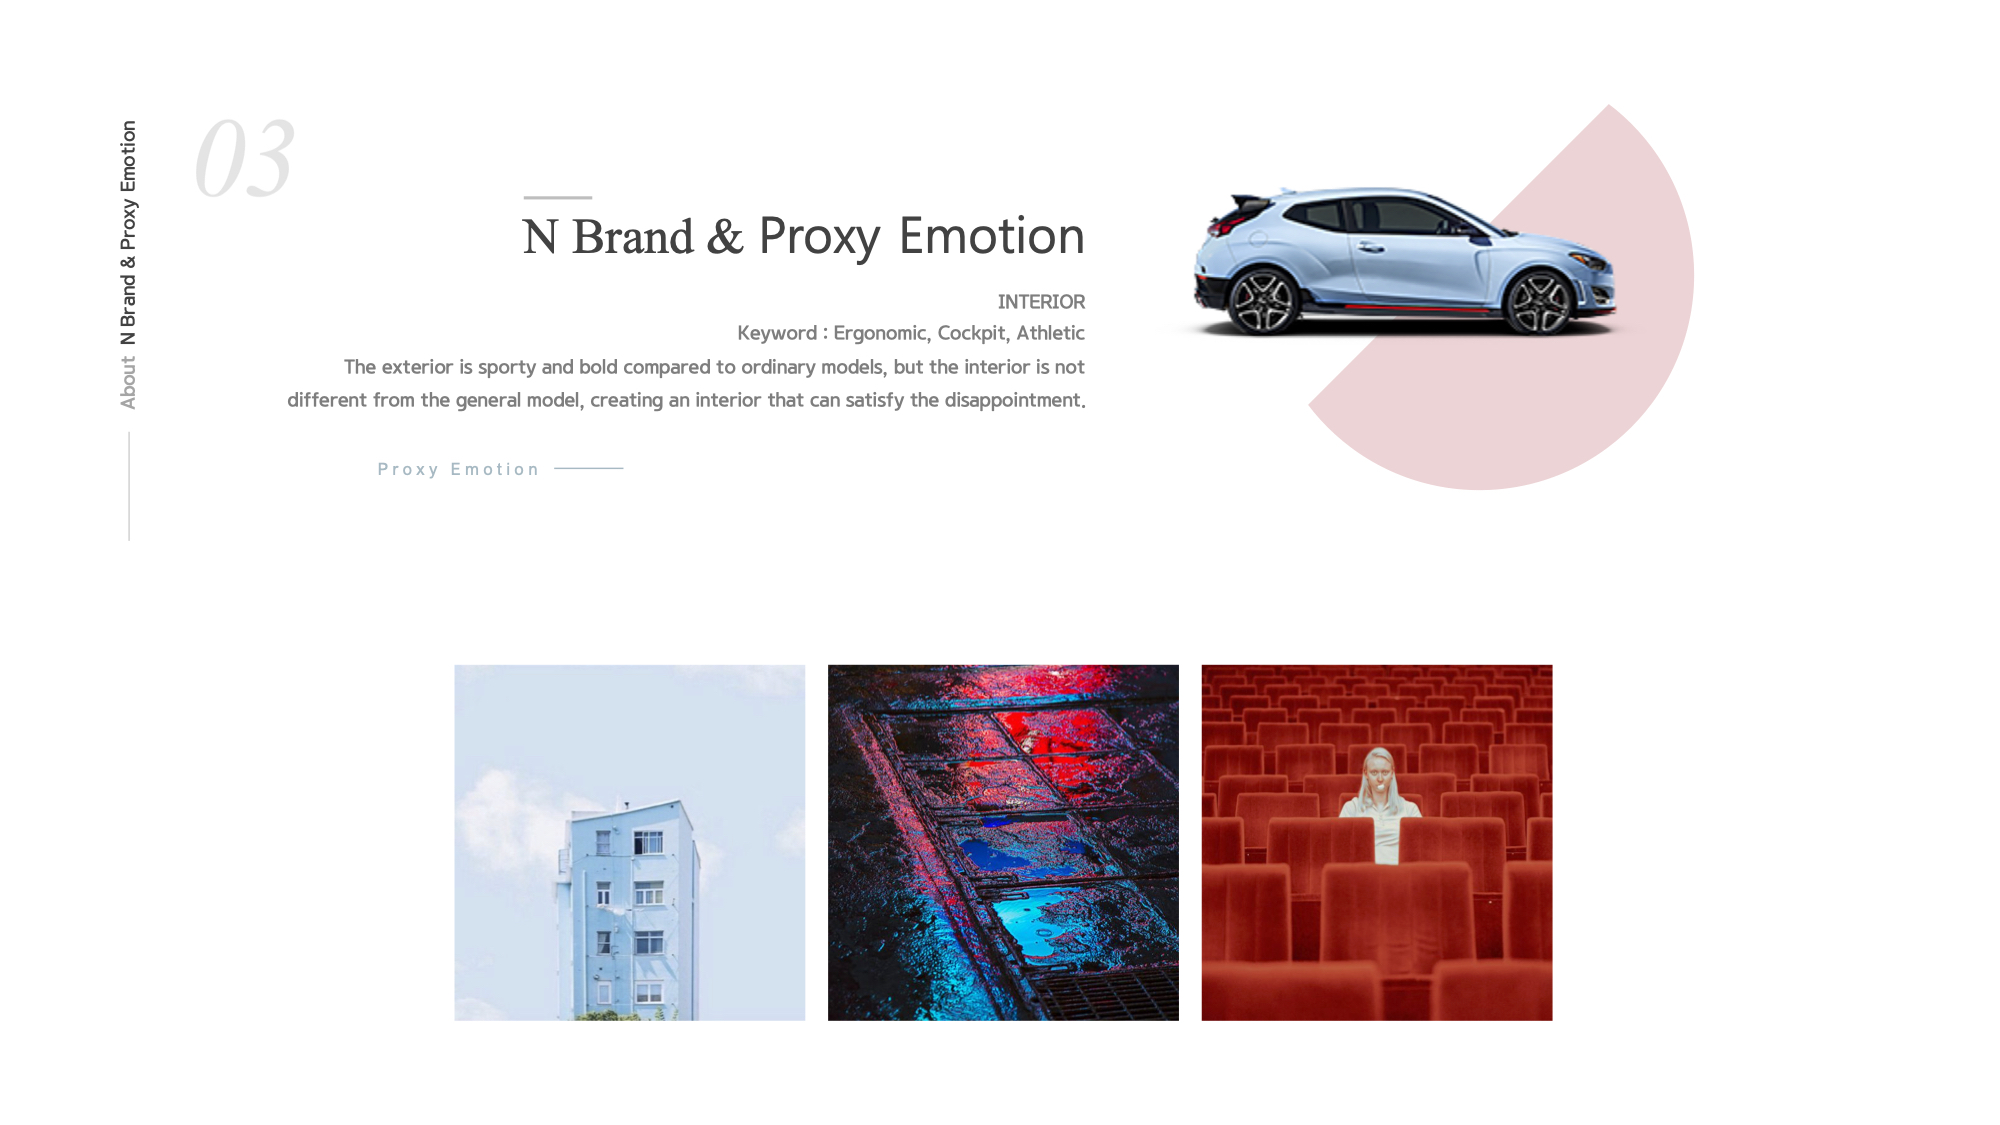 About N Brand & Proxy Emotion
03
N Brand & Proxy Emotion
INTERIOR
Keyword : Ergonomic, Cockpit, Athletic
The exterior is sporty and bold compared to ordinary models, but the interior is not
different from the general model, creating an interior that can satisfy the disappointment.
Proxy Emotion